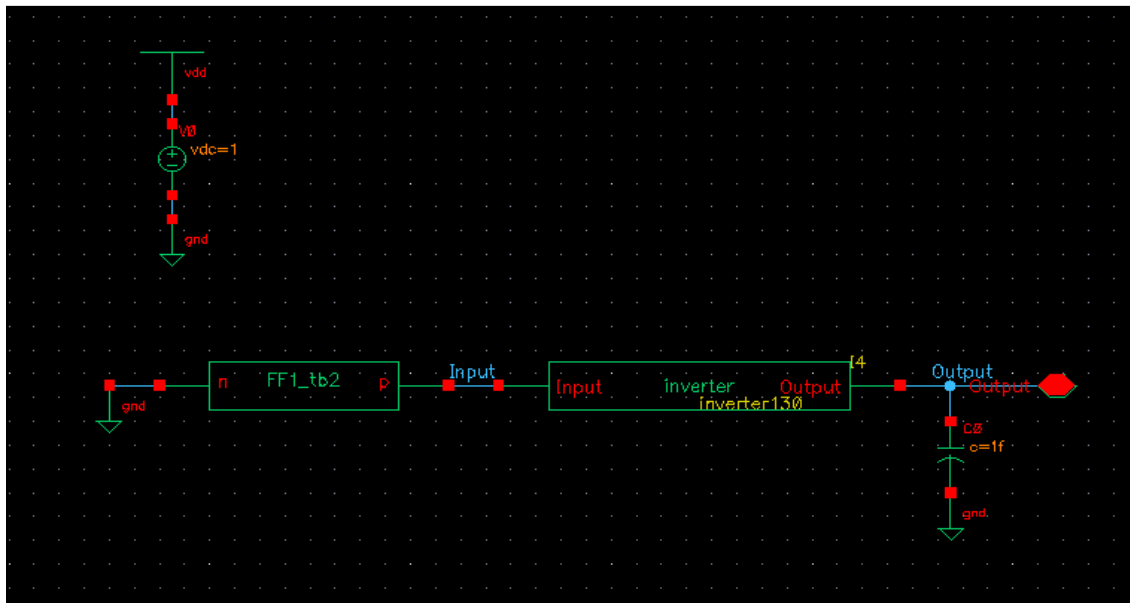 vdd
V0
vdc=1
gnd
n FF1_tb2 p
gnd
Input
Input inverter Output
inverter130
I4
Output
Output
C0
c=1f
gnd